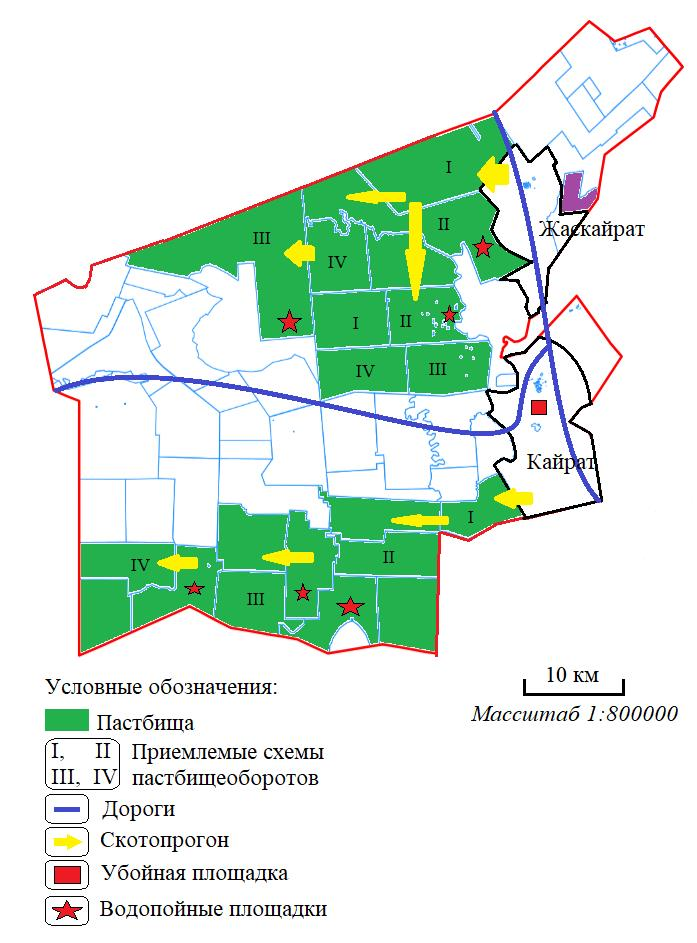 I
II
Жаскайрат
III
IV
I
II
IV
III
Кайрат
I
II
IV
III
10 км
Масштаб 1:800000
Условные обозначения:
Пастбища
I, II
III, IV
Приемлемые схемы
пастбищеоборотов
Дороги
Скотопрогон
Убойная площадка
Водопойные площадки